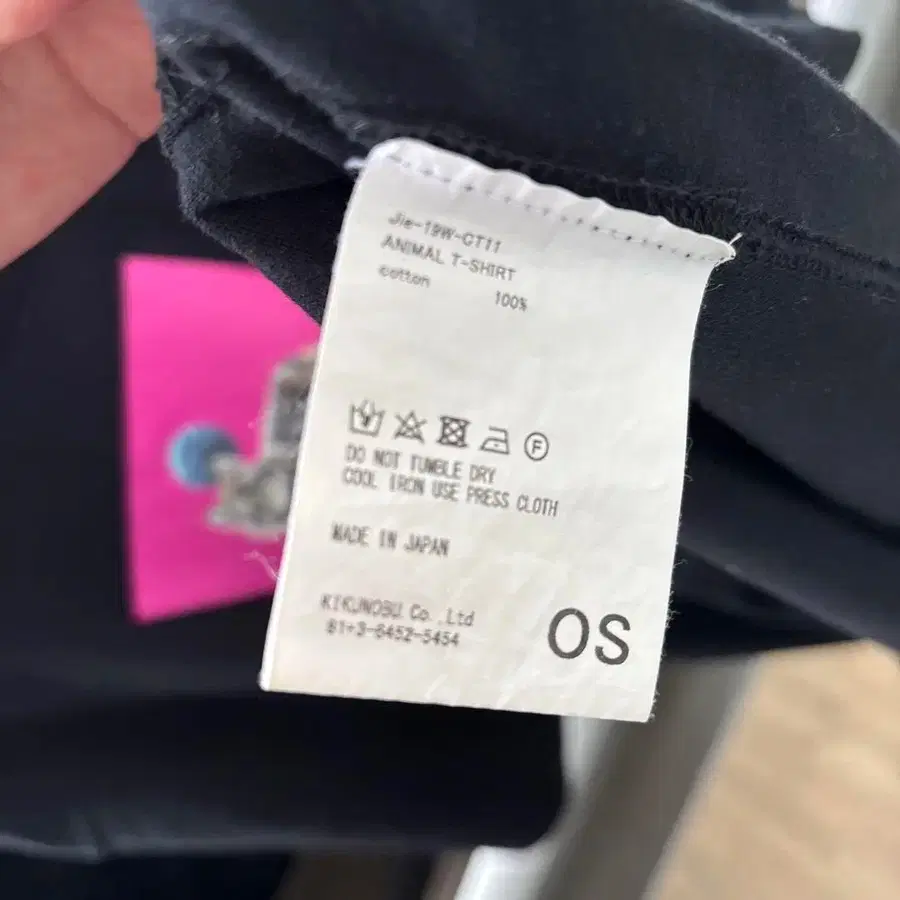 Jie-19W-CT11
ANIMAL T-SHIRT
cotton 100%
F
DO NOT TUMBLE DRY
COOL IRON USE PRESS CLOTH
MADE IN JAPAN
KIKUNOBU.Co.,Ltd
81+3-6452-5454
OS